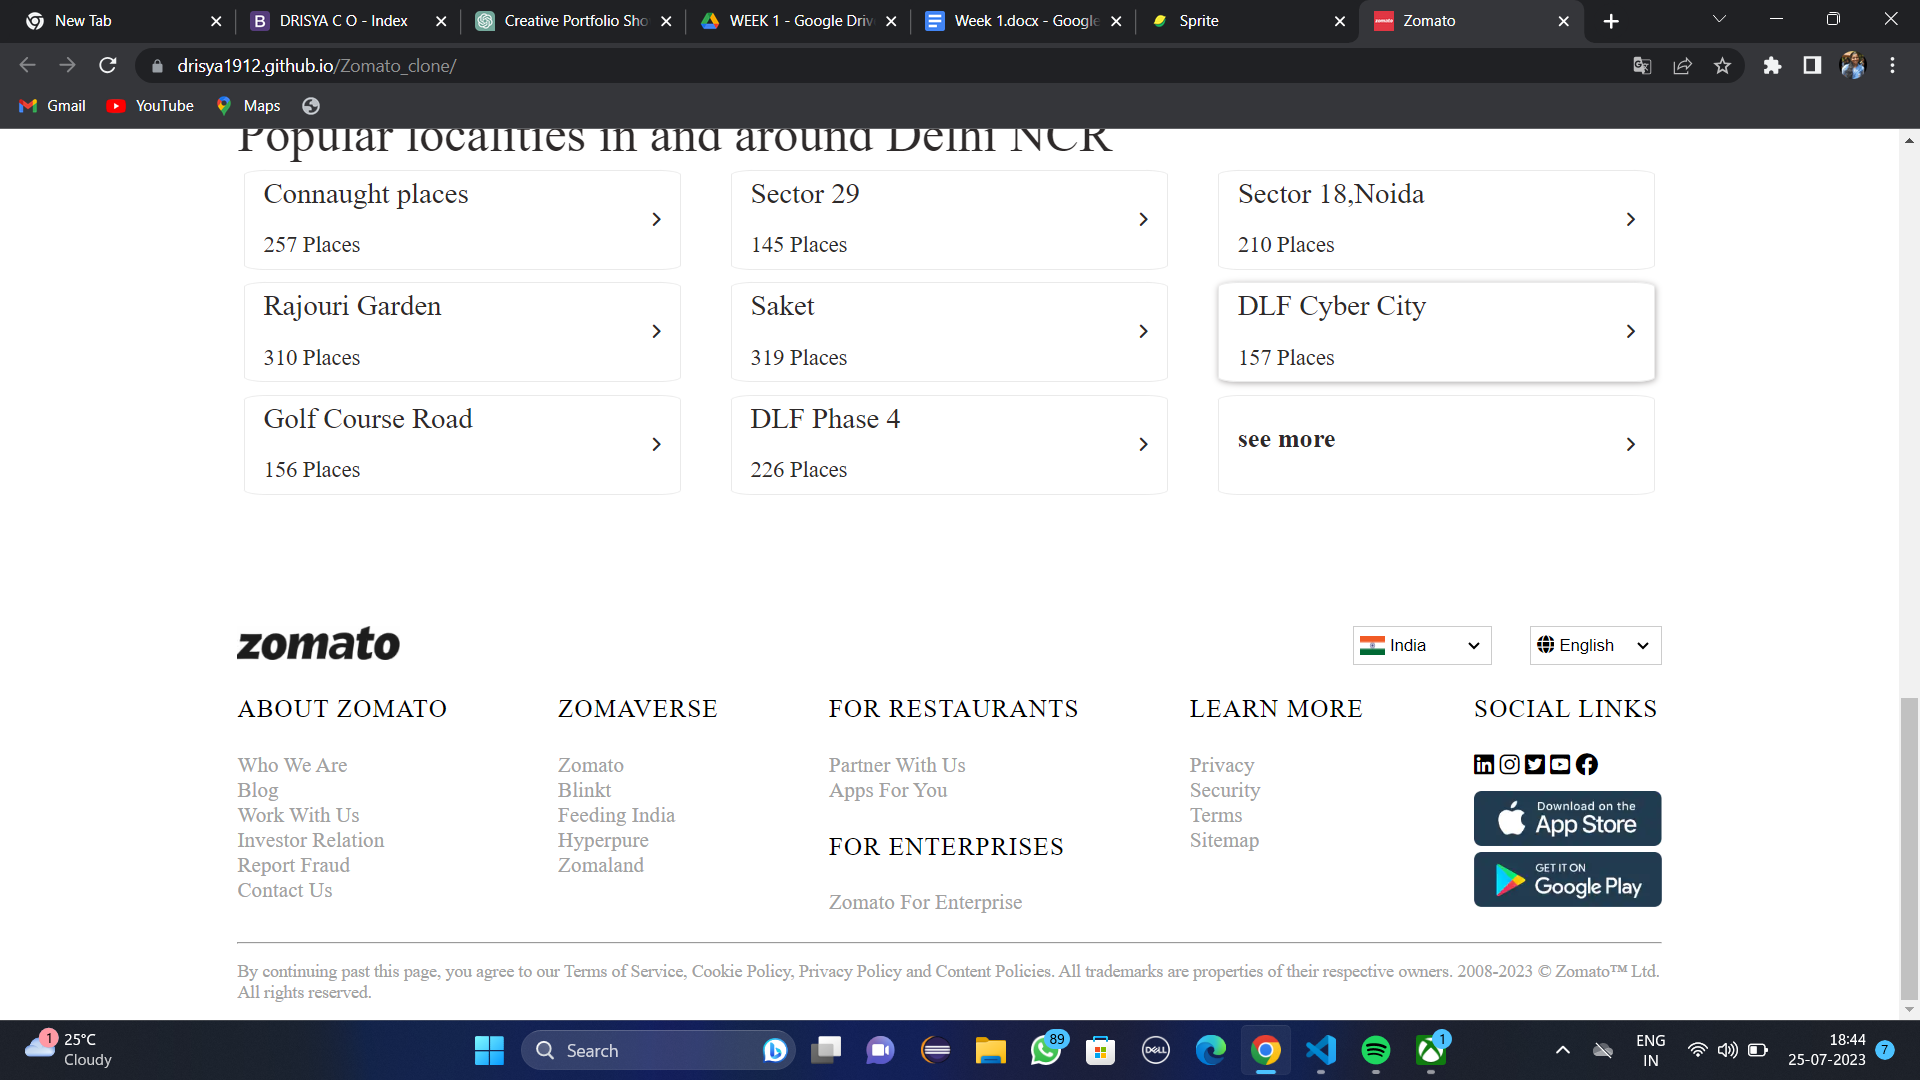 New Tab
DRISYA C O - Index
Creative Portfolio Sho
WEEK 1 - Google Driv
Week 1.docx - Google
Sprite
Zomato
drisya1912.github.io/Zomato_clone/
Gmail
YouTube
Maps
Popular localities in and around Delhi NCR
Connaught places
257 Places
Sector 29
145 Places
Sector 18,Noida
210 Places
Rajouri Garden
310 Places
Saket
319 Places
DLF Cyber City
157 Places
Golf Course Road
156 Places
DLF Phase 4
226 Places
see more
zomato
India
English
ABOUT ZOMATO
Who We Are
Blog
Work With Us
Investor Relation
Report Fraud
Contact Us
ZOMAVERSE
Zomato
Blinkt
Feeding India
Hyperpure
Zomaland
FOR RESTAURANTS
Partner With Us
Apps For You
FOR ENTERPRISES
Zomato For Enterprise
LEARN MORE
Privacy
Security
Terms
Sitemap
SOCIAL LINKS
Download on the
App Store
GET IT ON
Google Play
By continuing past this page, you agree to our Terms of Service, Cookie Policy, Privacy Policy and Content Policies. All trademarks are properties of their respective owners. 2008-2023 © Zomato™ Ltd.
All rights reserved.
1
25°C
Cloudy
Search
89
DELL
1
ENG
IN
18:44
25-07-2023
7